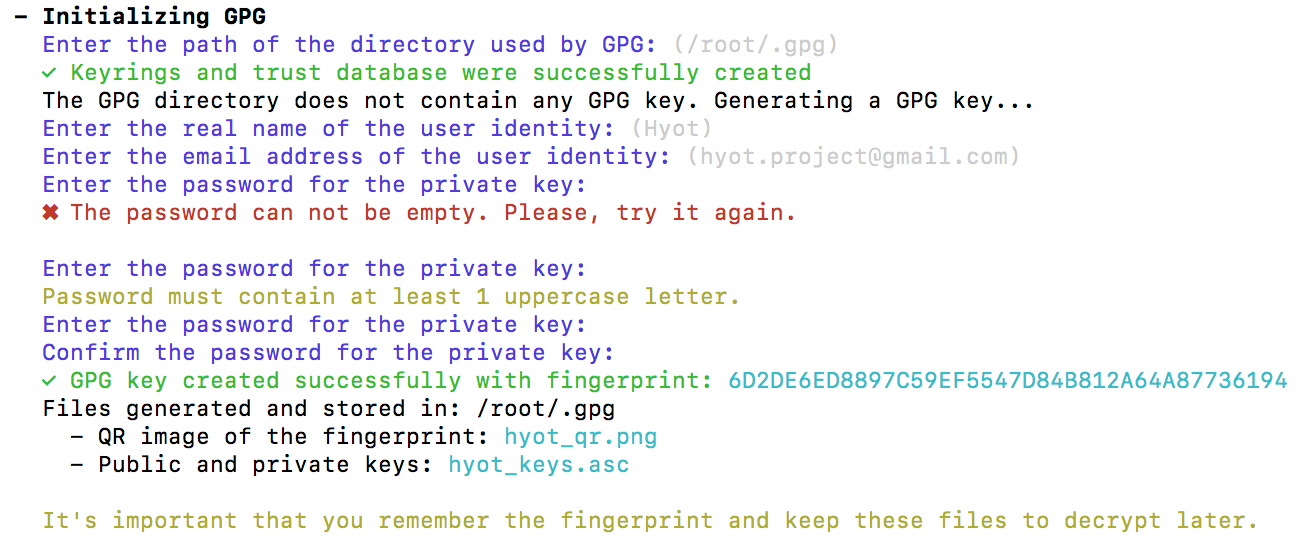 – Initializing GPG
Enter the path of the directory used by GPG: (/root/.gpg)
✓ Keyrings and trust database were successfully created
The GPG directory does not contain any GPG key. Generating a GPG key...
Enter the real name of the user identity: (Hyot)
Enter the email address of the user identity: (hyot.project@gmail.com)
Enter the password for the private key:
✖ The password can not be empty. Please, try it again.
Enter the password for the private key:
Password must contain at least 1 uppercase letter.
Enter the password for the private key:
Confirm the password for the private key:
✓ GPG key created successfully with fingerprint: 6D2DE6ED8897C59EF5547D84B812A64A87736194
Files generated and stored in: /root/.gpg
– QR image of the fingerprint: hyot_qr.png
– Public and private keys: hyot_keys.asc
It's important that you remember the fingerprint and keep these files to decrypt later.